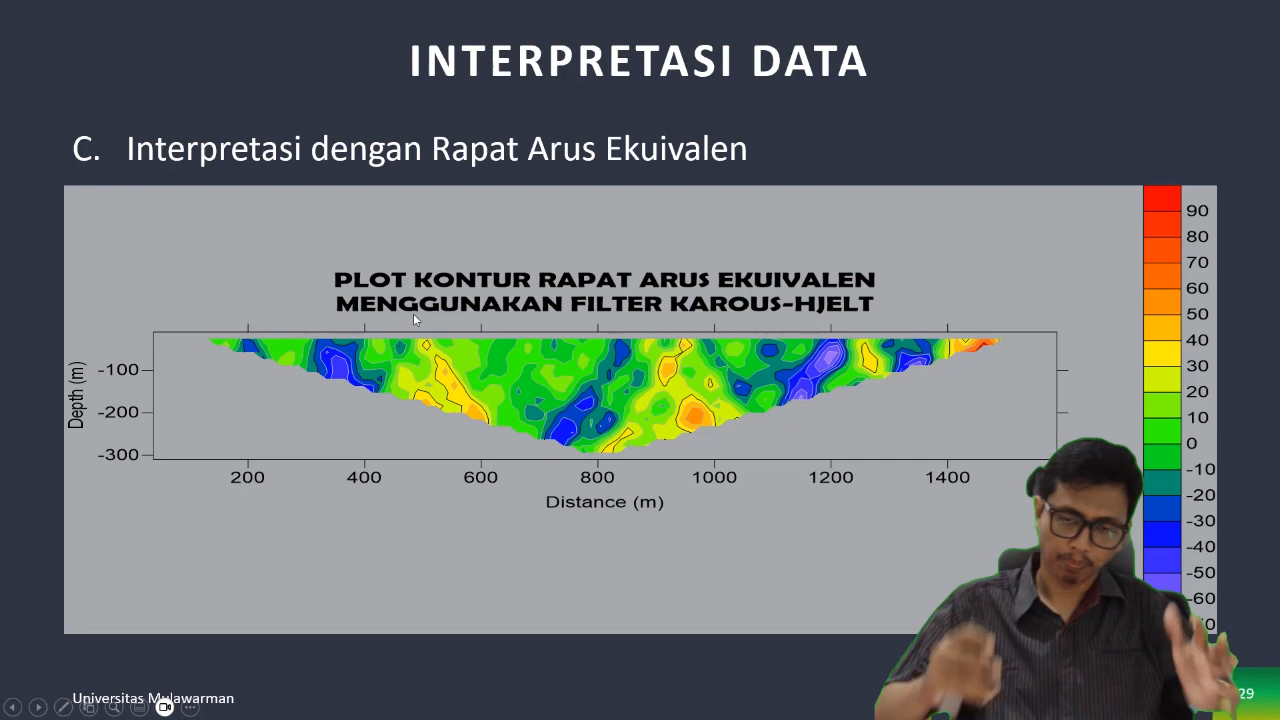 INTERPRETASI DATA
C. Interpretasi dengan Rapat Arus Ekuivalen
PLOT KONTUR RAPAT ARUS EKUIVALEN
MENGGUNAKAN FILTER KAROUS-HJELT
Depth (m)
-100
-200
-300
200 400 600 800 1000 1200 1400
Distance (m)
90
80
70
60
50
40
30
20
10
0
-10
-20
-30
-40
-50
-60
Universitas Mulawarman
29